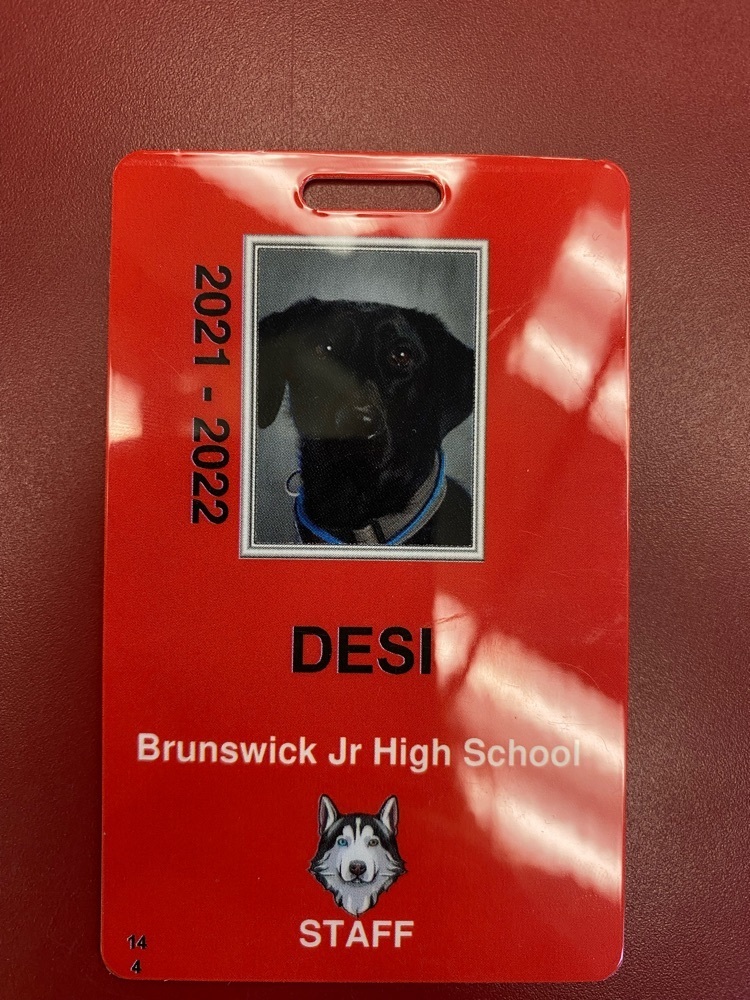 2021 - 2022
DESI
Brunswick Jr High School
STAFF
14
4